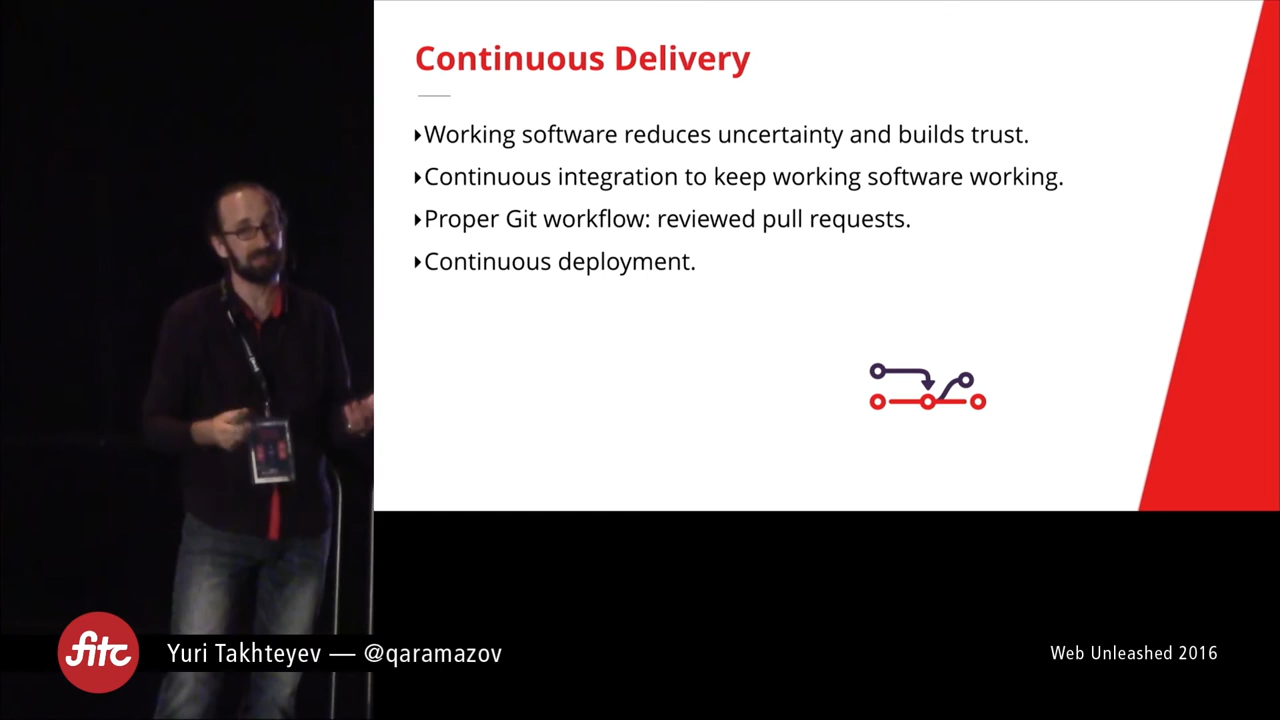 Continuous Delivery
Working software reduces uncertainty and builds trust.
Continuous integration to keep working software working.
Proper Git workflow: reviewed pull requests.
Continuous deployment.
fitc
Yuri Takhteyev — @qaramazov
Web Unleashed 2016